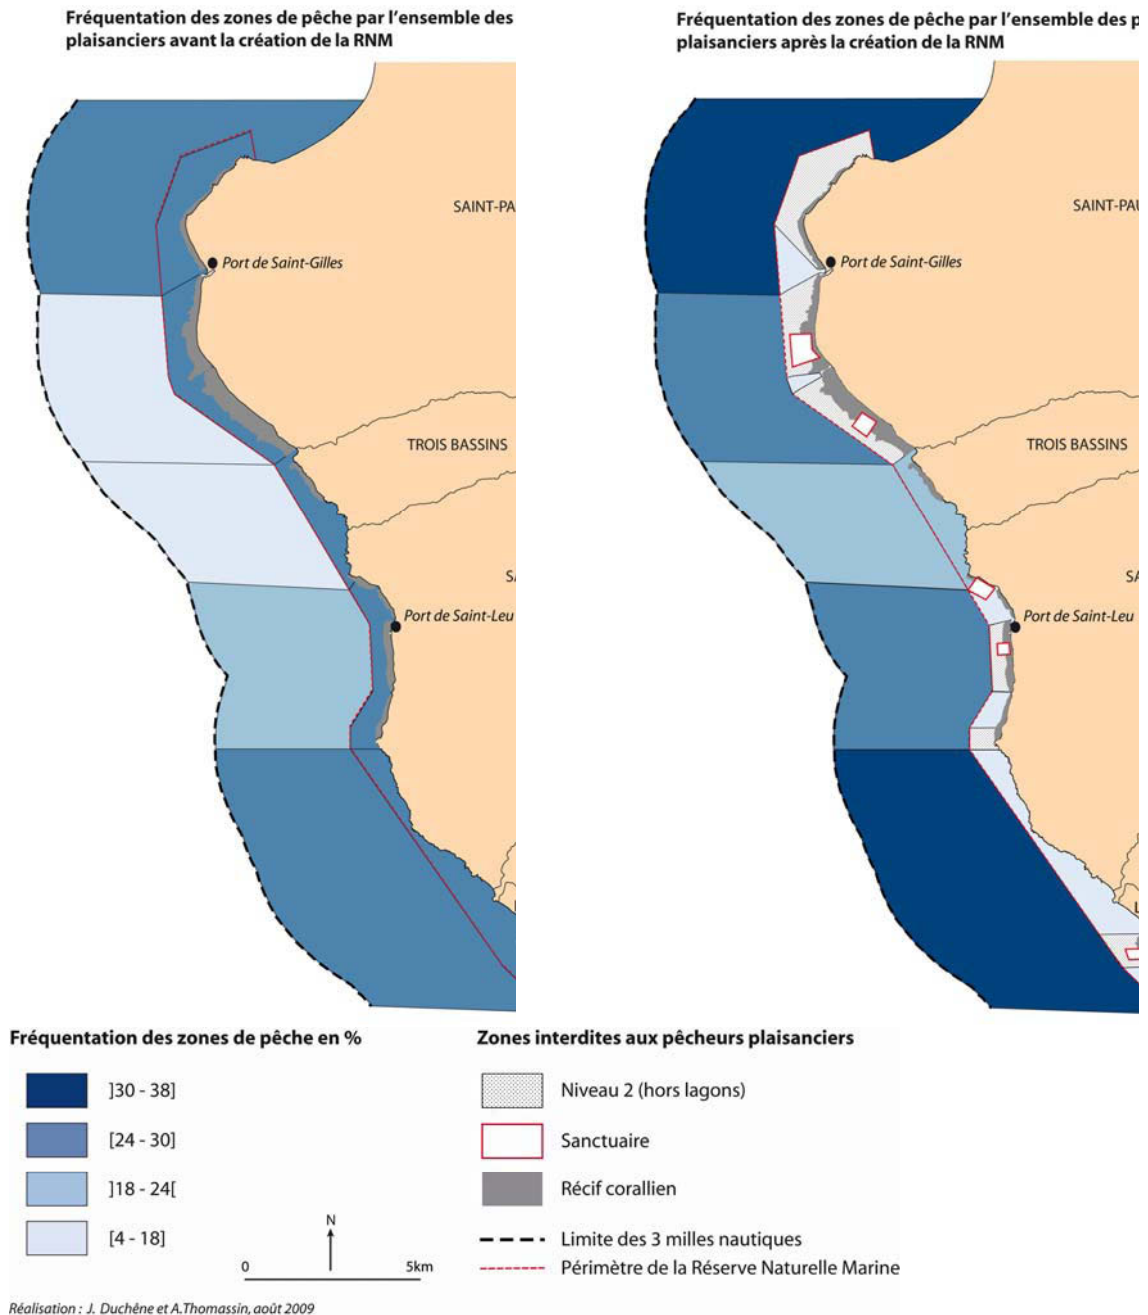 Fréquentation des zones de pêche par l'ensemble des
plaisanciers avant la création de la RNM
SAINT-PA
Port de Saint-Gilles
TROIS BASSINS
SA
Port de Saint-Leu
L
Fréquentation des zones de pêche par l'ensemble des p
plaisanciers après la création de la RNM
SAINT-PAU
Port de Saint-Gilles
TROIS BASSINS
SA
Port de Saint-Leu
L
Fréquentation des zones de pêche en %
]30 - 38]
[24 - 30]
]18 - 24[
[4 - 18]
N
0 5km
Zones interdites aux pêcheurs plaisanciers
Niveau 2 (hors lagons)
Sanctuaire
Récif corallien
Limite des 3 milles nautiques
Périmètre de la Réserve Naturelle Marine
Réalisation : J. Duchêne et A.Thomassin, août 2009